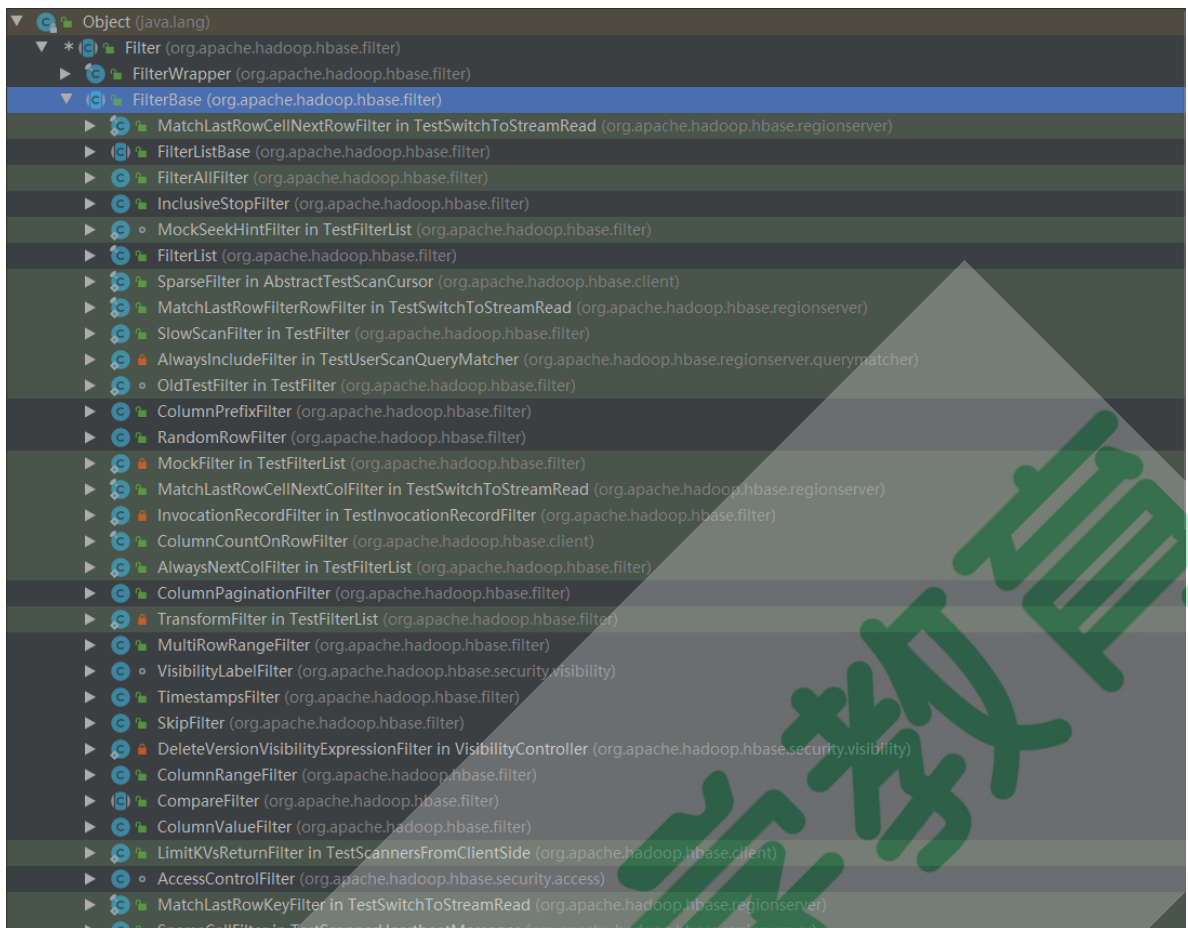 Object (java.lang)
* Filter (org.apache.hadoop.hbase.filter)
FilterWrapper (org.apache.hadoop.hbase.filter)
FilterBase (org.apache.hadoop.hbase.filter)
MatchLastRowCellNextRowFilter in TestSwitchToStreamRead (org.apache.hadoop.hbase.regionserver)
FilterListBase (org.apache.hadoop.hbase.filter)
FilterAllFilter (org.apache.hadoop.hbase.filter)
InclusiveStopFilter (org.apache.hadoop.hbase.filter)
MockSeekHintFilter in TestFilterList (org.apache.hadoop.hbase.filter)
FilterList (org.apache.hadoop.hbase.filter)
SparseFilter in AbstractTestScanCursor (org.apache.hadoop.hbase.client)
MatchLastRowFilterRowFilter in TestSwitchToStreamRead (org.apache.hadoop.hbase.regionserver)
SlowScanFilter in TestFilter (org.apache.hadoop.hbase.filter)
AlwaysIncludeFilter in TestUserScanQueryMatcher (org.apache.hadoop.hbase.regionserver.querymatcher)
OldTestFilter in TestFilter (org.apache.hadoop.hbase.filter)
ColumnPrefixFilter (org.apache.hadoop.hbase.filter)
RandomRowFilter (org.apache.hadoop.hbase.filter)
MockFilter in TestFilterList (org.apache.hadoop.hbase.filter)
MatchLastRowCellNextColFilter in TestSwitchToStreamRead (org.apache.hadoop.hbase.regionserver)
InvocationRecordFilter in TestInvocationRecordFilter (org.apache.hadoop.hbase.filter)
ColumnCountOnRowFilter (org.apache.hadoop.hbase.client)
AlwaysNextColFilter in TestFilterList (org.apache.hadoop.hbase.filter)
ColumnPaginationFilter (org.apache.hadoop.hbase.filter)
TransformFilter in TestFilterList (org.apache.hadoop.hbase.filter)
MultiRowRangeFilter (org.apache.hadoop.hbase.filter)
VisibilityLabelFilter (org.apache.hadoop.hbase.security.visibility)
TimestampsFilter (org.apache.hadoop.hbase.filter)
SkipFilter (org.apache.hadoop.hbase.filter)
DeleteVersionVisibilityExpressionFilter in VisibilityController (org.apache.hadoop.hbase.security.visibility)
ColumnRangeFilter (org.apache.hadoop.hbase.filter)
CompareFilter (org.apache.hadoop.hbase.filter)
ColumnValueFilter (org.apache.hadoop.hbase.filter)
LimitKVsReturnFilter in TestScannersFromClientSide (org.apache.hadoop.hbase.client)
AccessControlFilter (org.apache.hadoop.hbase.security.access)
MatchLastRowKeyFilter in TestSwitchToStreamRead (org.apache.hadoop.hbase.regionserver)
教育